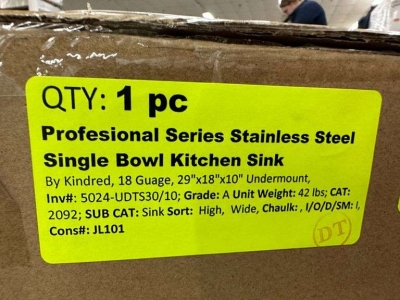 QTY: 1 pc
Profesional Series Stainless Steel
Single Bowl Kitchen Sink
By Kindred, 18 Guage, 29"x18"x10" Undermount,
Inv#: 5024-UDTS30/10; Grade: A Unit Weight: 42 lbs; CAT:
2092; SUB CAT: Sink Sort: High, Wide, Chaulk: , I/O/D/SM: I,
Cons#: JL101
DT